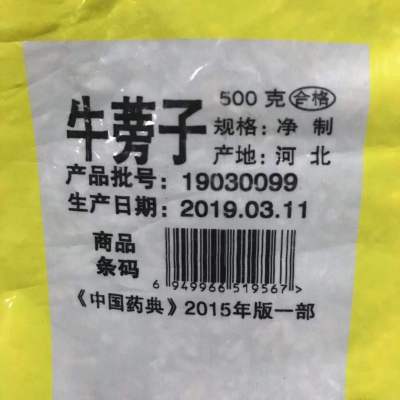 500 克 合格
牛蒡子 规格：净 制
产地：河 北
产品批号：19030099
生产日期：2019.03.11
商品
条码
6 949966 519567 >
《中国药典》2015年版一部